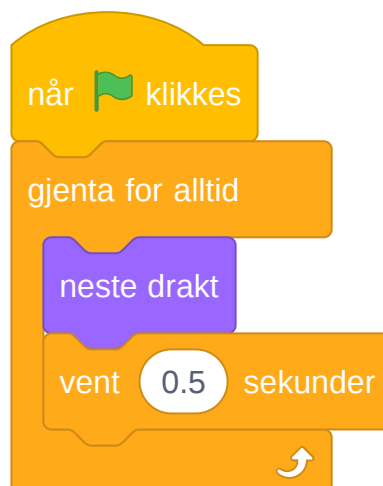 når klikkes
gjenta for alltid
neste drakt
vent 0.5 sekunder